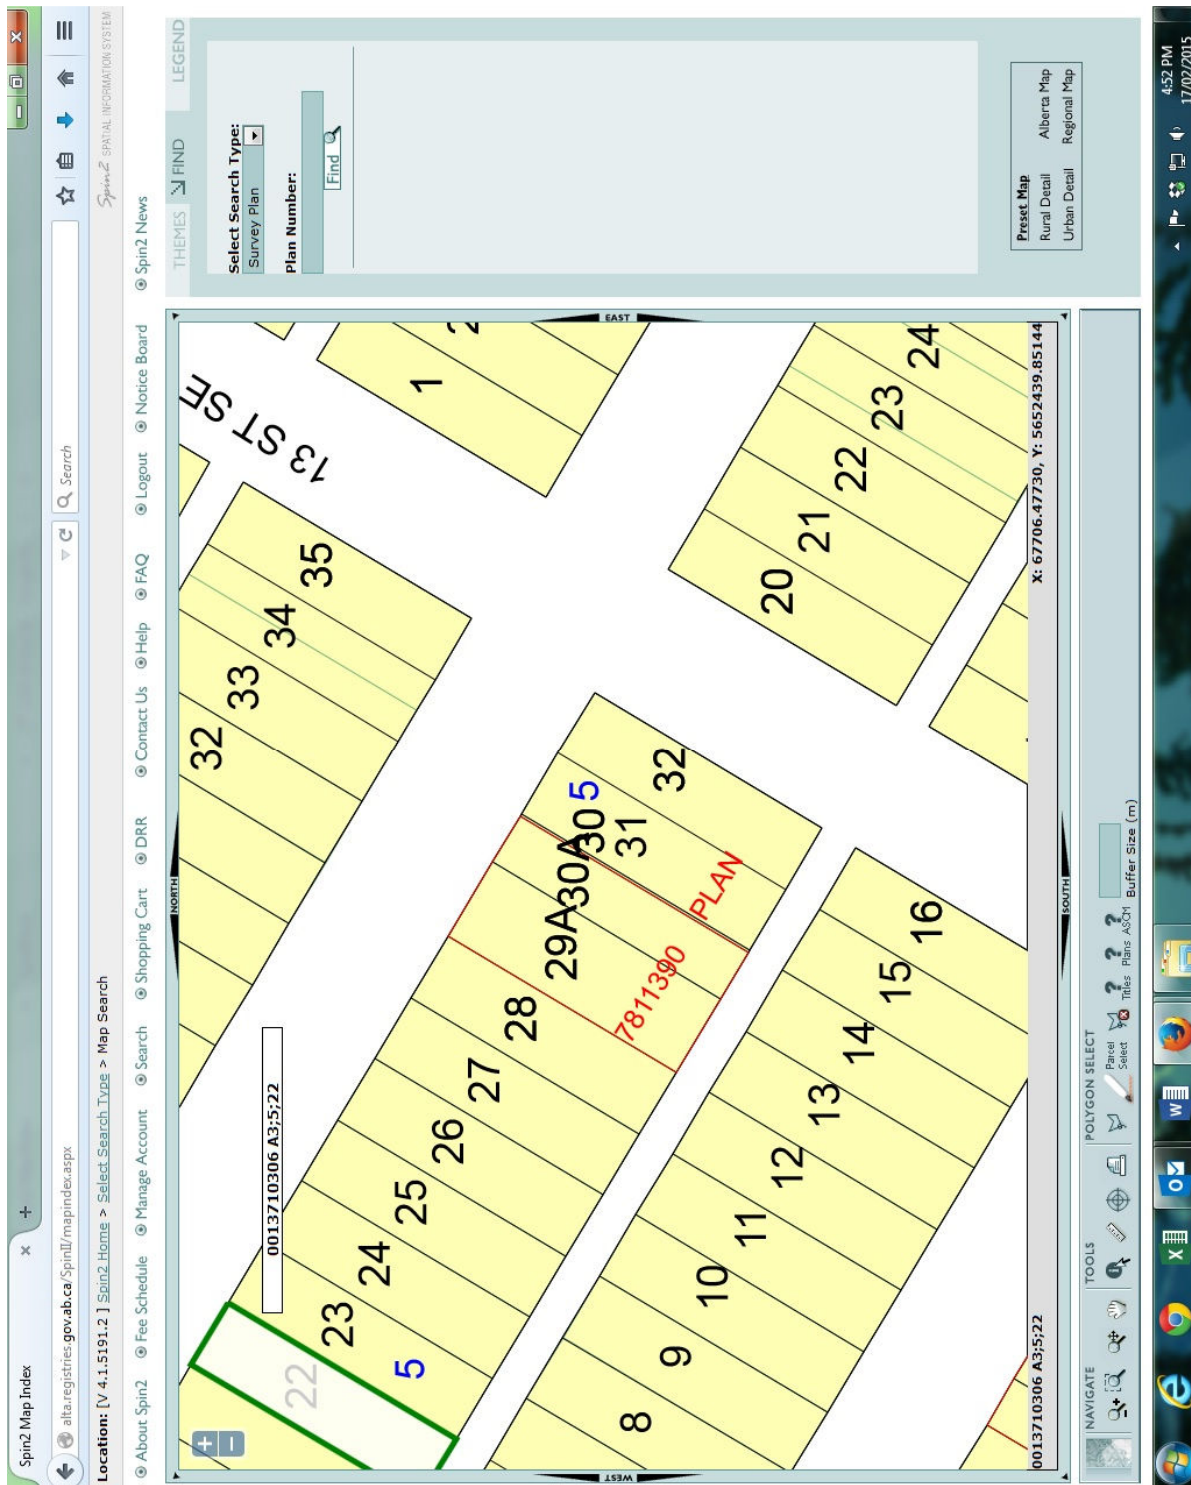 Spin2 Map Index
alta.registries.gov.ab.ca/SpinII/mapindex.aspx
Search
Location: [V 4.1.5191.2 ] Spin2 Home > Select Search Type > Map Search
Spin2 SPATIAL INFORMATION SYSTEM
About Spin2 Fee Schedule Manage Account Search Shopping Cart DRR Contact Us Help FAQ Logout Notice Board Spin2 News
NORTH
THEMES FIND LEGEND
Select Search Type:
Survey Plan
Plan Number:
Find
13 ST SE
32 33 34 35
1 2
0013710306 A3;5;22
22 23 24 25 26 27 28 29A 30A 30 31 32
5
5
7811390 PLAN
8 9 10 11 12 13 14 15 16
20 21 22 23 24
WEST
EAST
Preset Map
Rural Detail Alberta Map
Urban Detail Regional Map
0013710306 A3;5;22
X: 67706.47730, Y: 5652439.85144
SOUTH
NAVIGATE TOOLS POLYGON SELECT
Parcel Select Titles Plans ASCM Buffer Size (m)
4:52 PM
17/02/2015